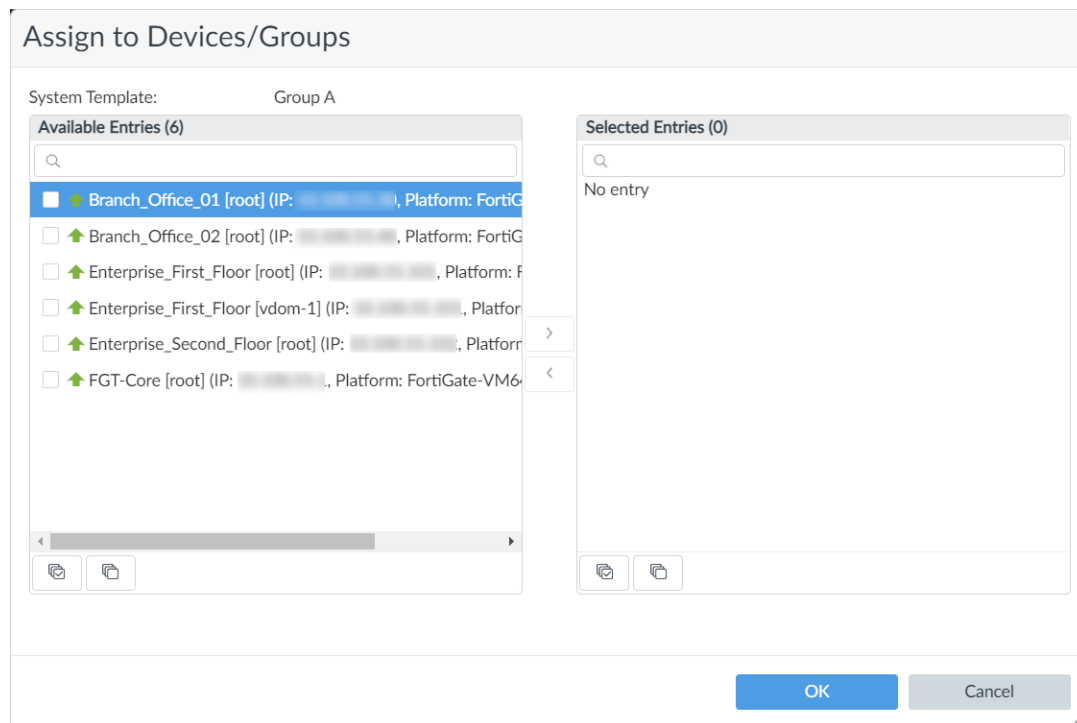 Assign to Devices/Groups
System Template: Group A
Available Entries (6)
Selected Entries (0)
No entry
Branch_Office_01 [root] (IP: , Platform: FortiG
Branch_Office_02 [root] (IP: , Platform: FortiG
Enterprise_First_Floor [root] (IP: , Platform: F
Enterprise_First_Floor [vdom-1] (IP: , Platfor
Enterprise_Second_Floor [root] (IP: , Platform
FGT-Core [root] (IP: , Platform: FortiGate-VM64
OK Cancel